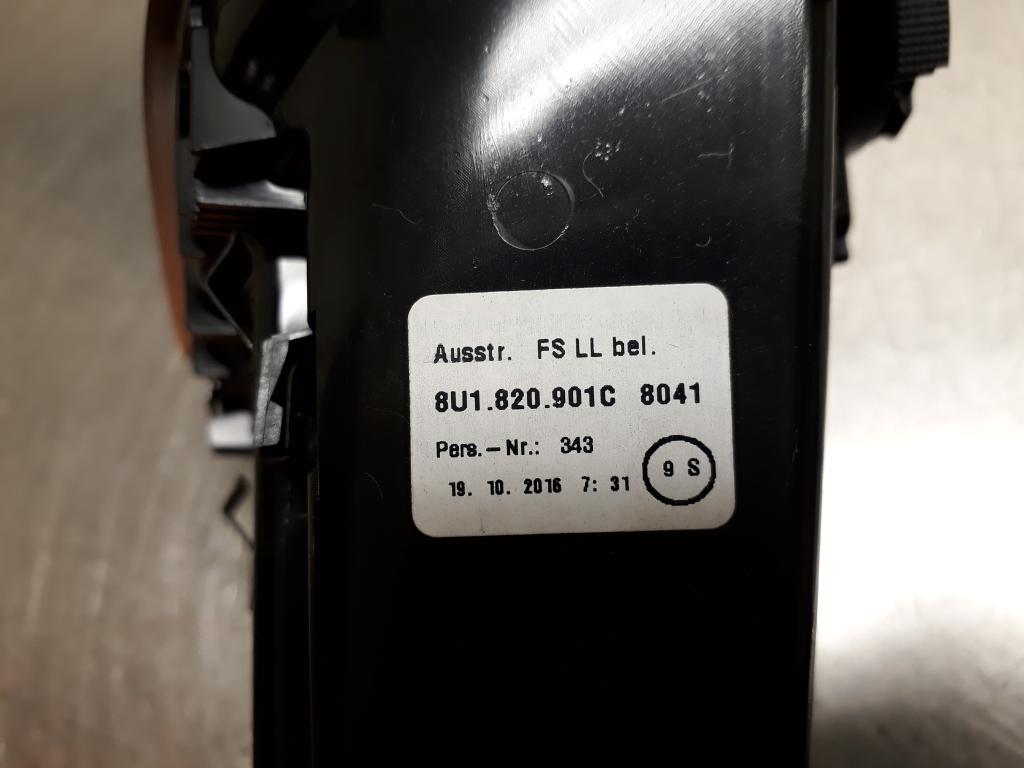 Ausstr. FS LL bel.
8U1.820.901C 8041
Pers.-Nr.: 343
19. 10. 2016 7: 31
9 S